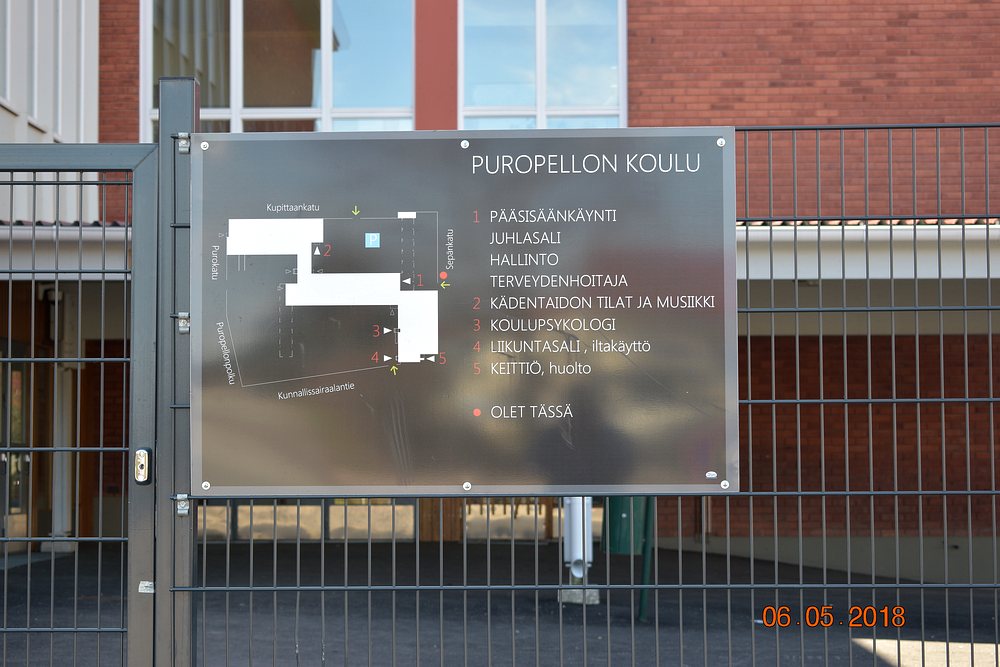 PUROPELLON KOULU
1 PÄÄSISÄÄNKÄYNTI
JUHLASALI
HALLINTO
TERVEYDENHOITAJA
2 KÄDENTAIDON TILAT JA MUSIIKKI
3 KOULUPSYKOLOGI
4 LIIKUNTASALI , iltakäyttö
5 KEITTIÖ, huolto
OLET TÄSSÄ
Kupittaankatu
P
Sepänkatu
Purokatu
2
1
Puropellonpolku
3
4
5
Kunnallissairaalantie
06.05.2018